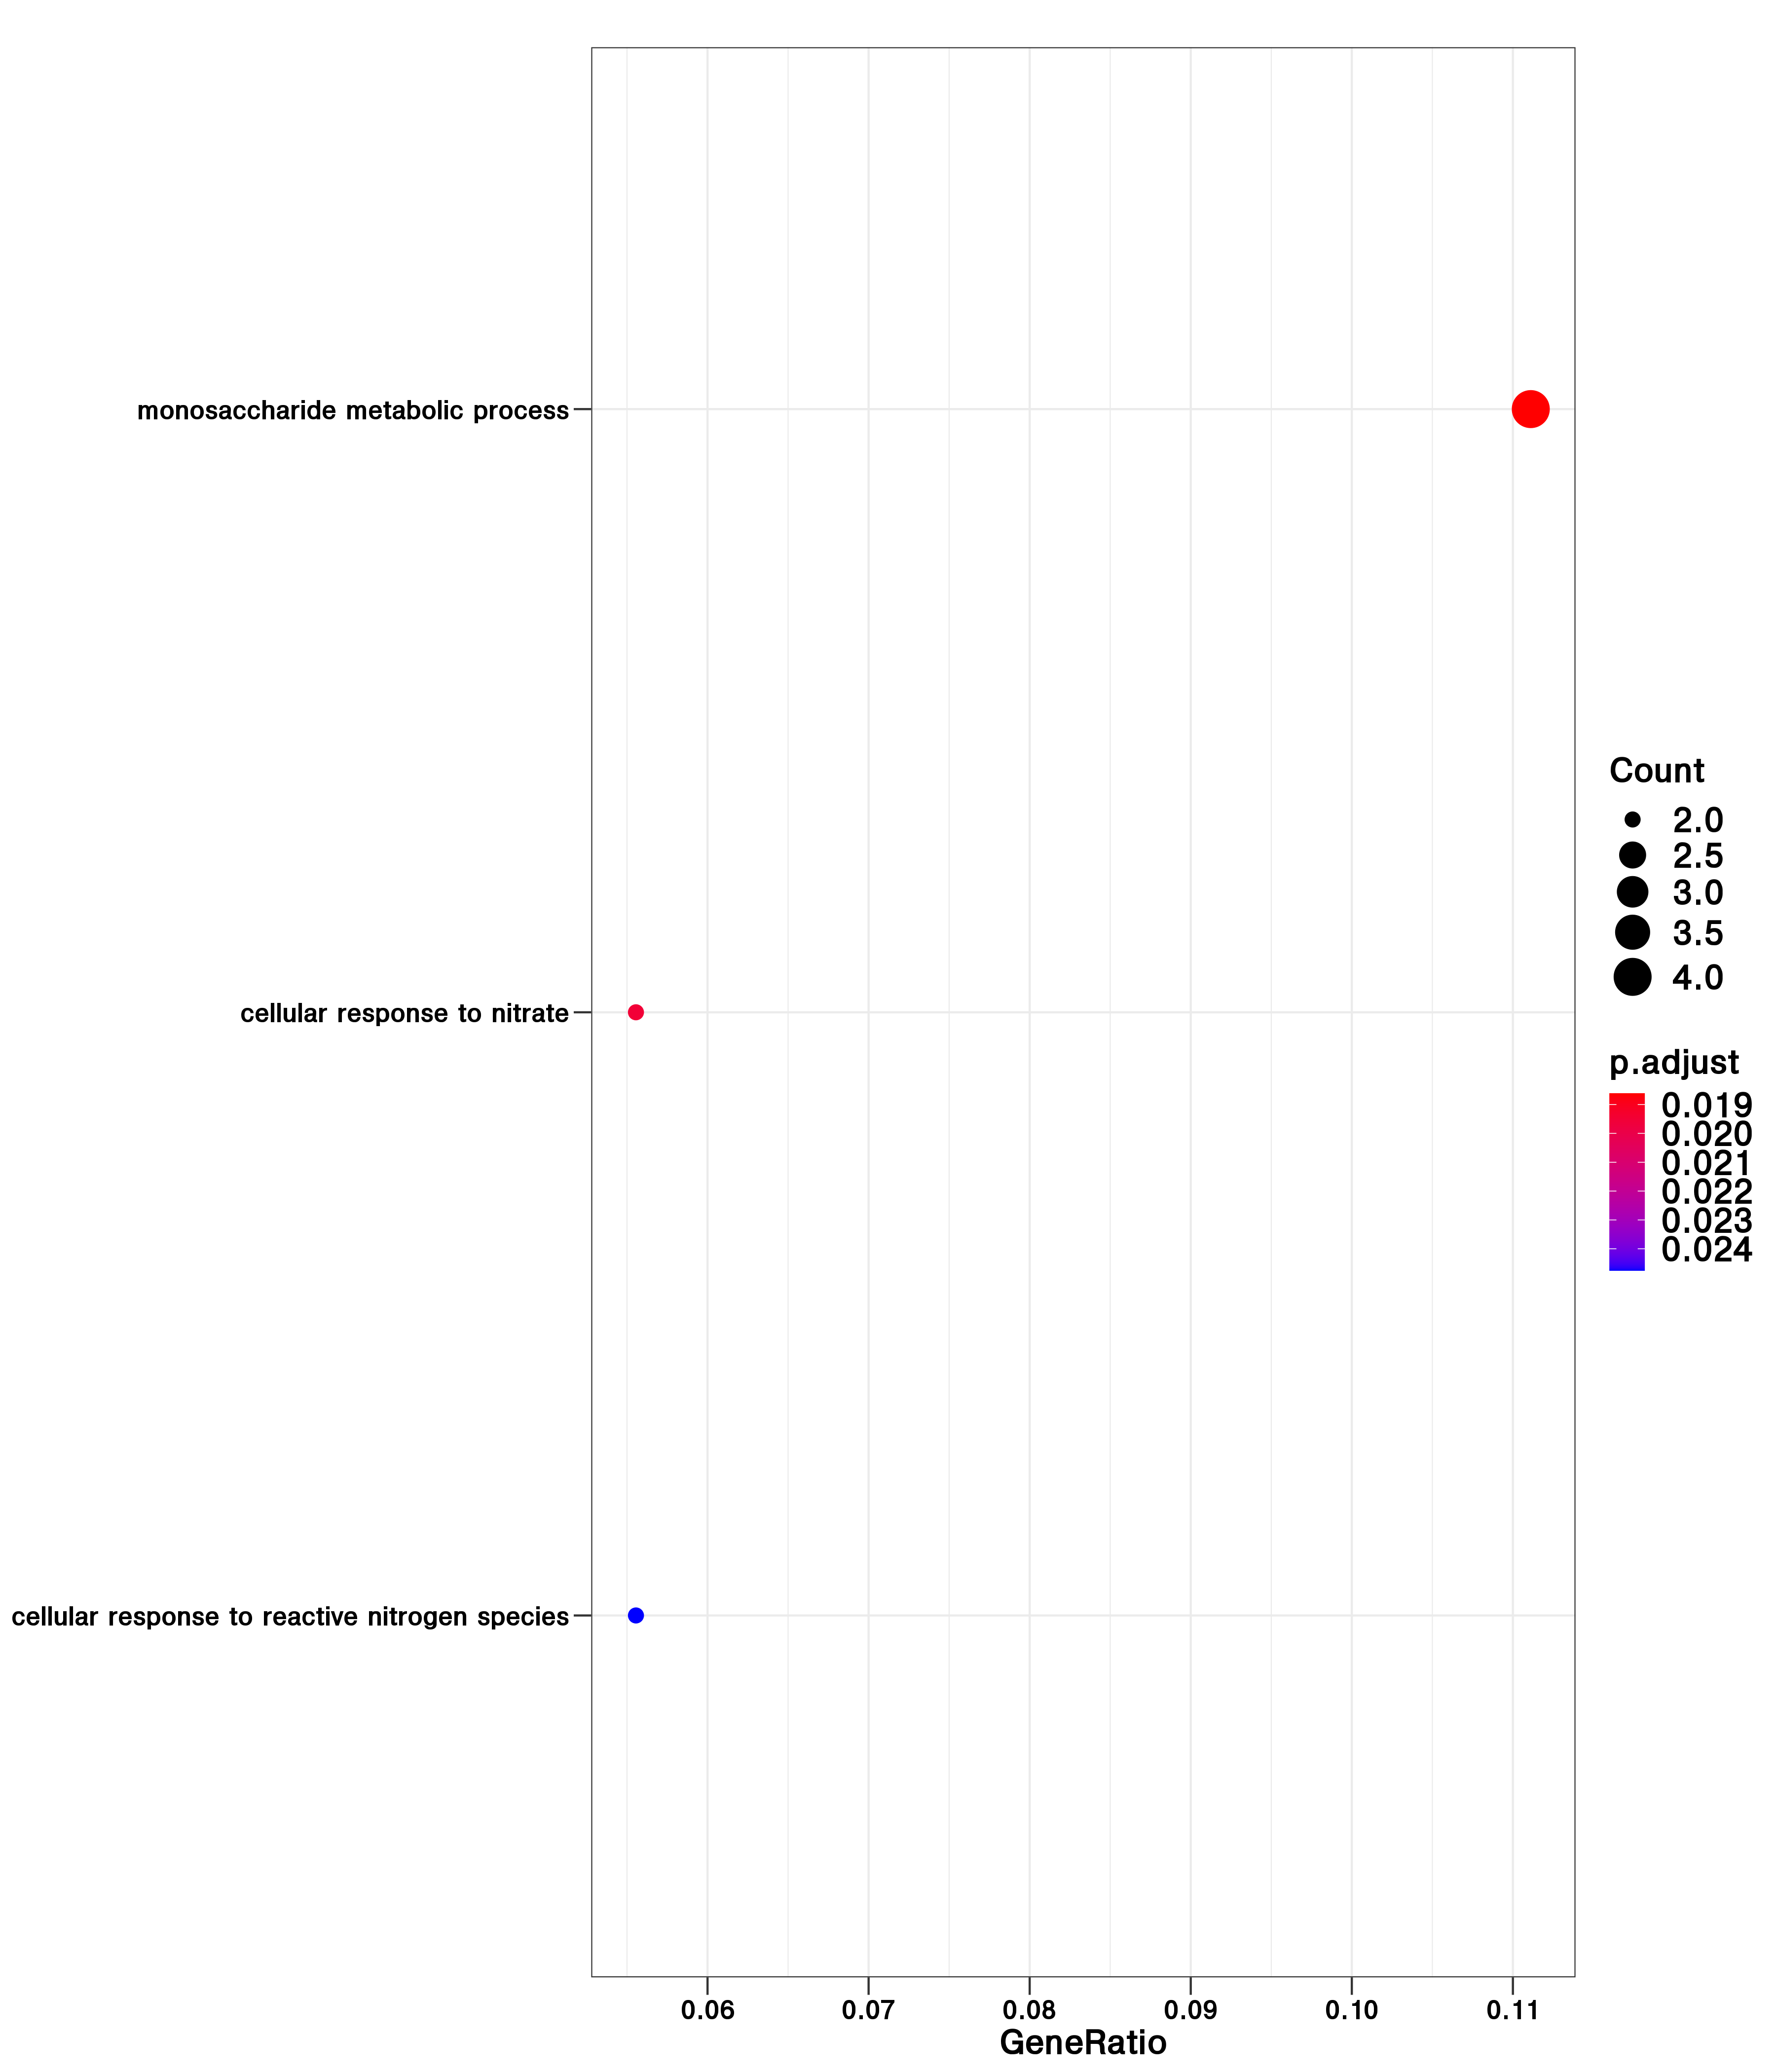 monosaccharide metabolic process
cellular response to nitrate
cellular response to reactive nitrogen species
0.06 0.07 0.08 0.09 0.10 0.11
GeneRatio
Count
2.0
2.5
3.0
3.5
4.0
p.adjust
0.019
0.020
0.021
0.022
0.023
0.024